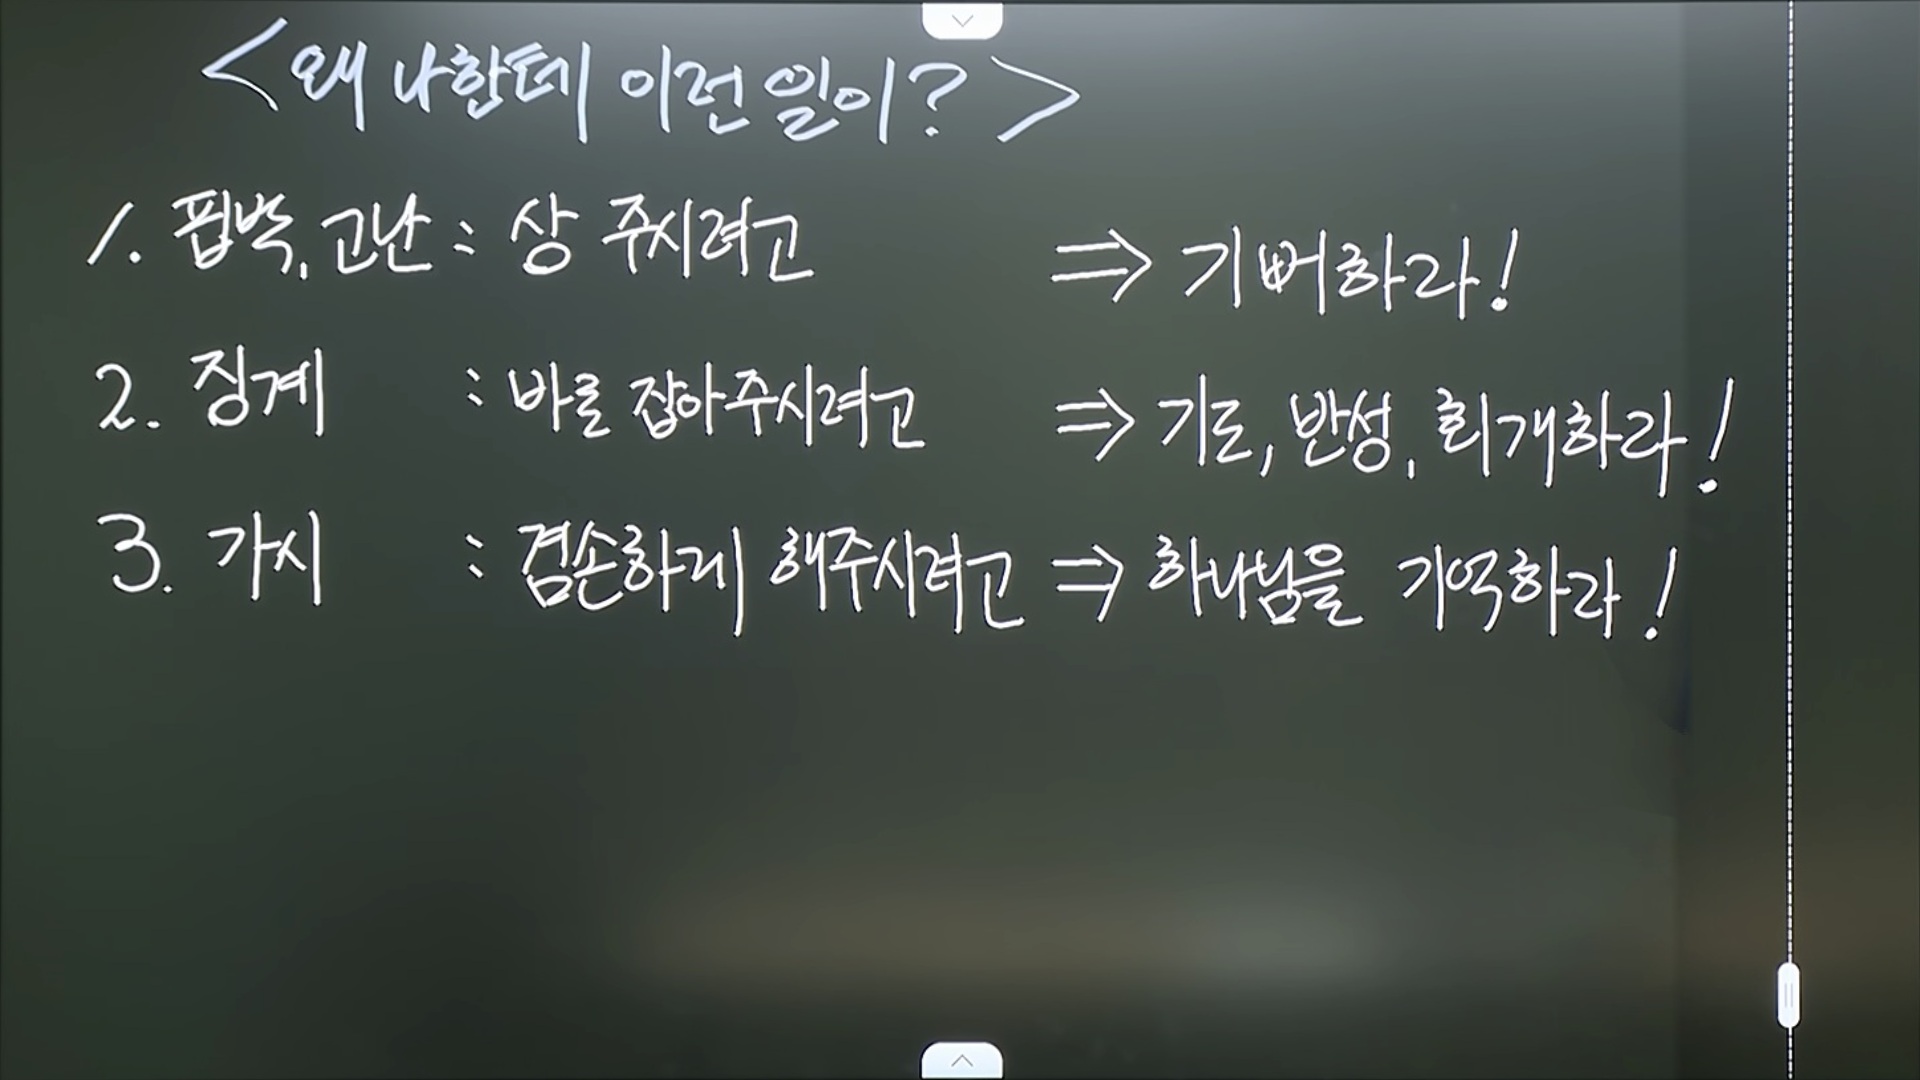 <왜 나한테 이런 일이?>
1. 핍박, 고난 : 상 주시려고 ⇒ 기뻐하라!
2. 징계 : 바로 잡아주시려고 ⇒ 기도, 반성, 회개하라!
3. 가시 : 겸손하게 해주시려고 ⇒ 하나님을 기억하라!